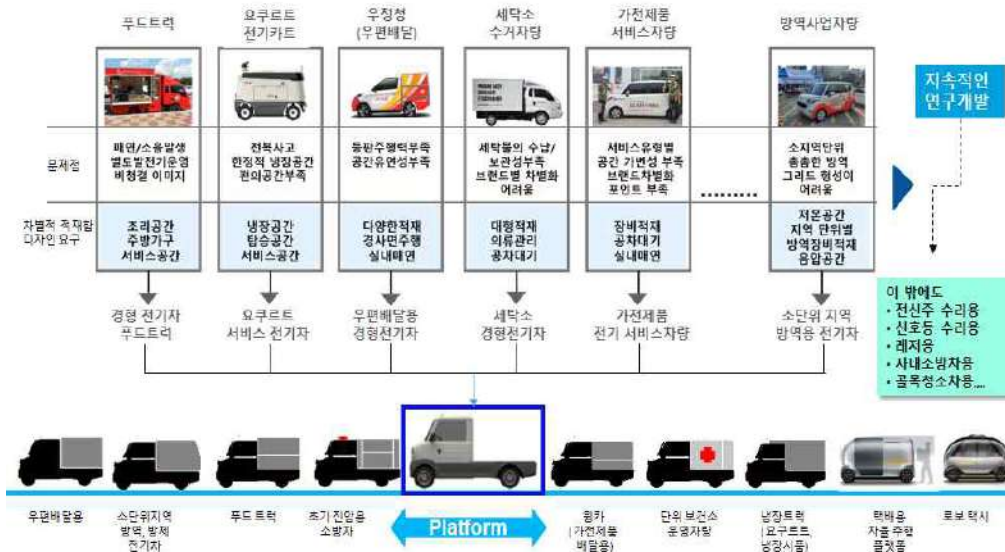 푸드트럭
요쿠르트
전기카트
우정청
(우편배달)
세탁소
수거차량
가전제품
서비스차량
방역사업차량
지속적인
연구개발
문제점
매연/소음발생
별도발전기운영
비청결 이미지
전복사고
한정적 냉장공간
편의공간부족
등판주행력부족
공간유연성부족
세탁물의 수납/
보관성부족
브랜드별 차별화
어려움
서비스유형별
공간 가변성 부족
브랜드차별화
포인트 부족
소지역단위
촘촘한 방역
그리드 형성이
어려움
차별적 적재함
디자인 요구
조리공간
주방가구
서비스공간
냉장공간
탑승공간
서비스공간
다양한적재
경사면주행
실내매연
대형적재
의류관리
공차대기
장비적재
공차대기
실내매연
저온공간
지역 단위별
방역장비적재
음압공간
경형 전기차
푸드트럭
요쿠르트
서비스 전기차
우편배달용
경형전기차
세탁소
경형전기차
가전제품
전기 서비스차량
소단위 지역
방역용 전기차
이 밖에도
• 전신주 수리용
• 신호등 수리용
• 레저용
• 사내소방차용
• 골목청소차용....
우편배달용
소단위지역
방역, 방제
전기차
푸드 트럭
초기 진압용
소방차
Platform
윙카
(가전제품
배달용)
단위 보건소
운영차량
냉장트럭
(요구르트,
냉장식품)
택배용
자율 주행
플랫폼
로보 택시